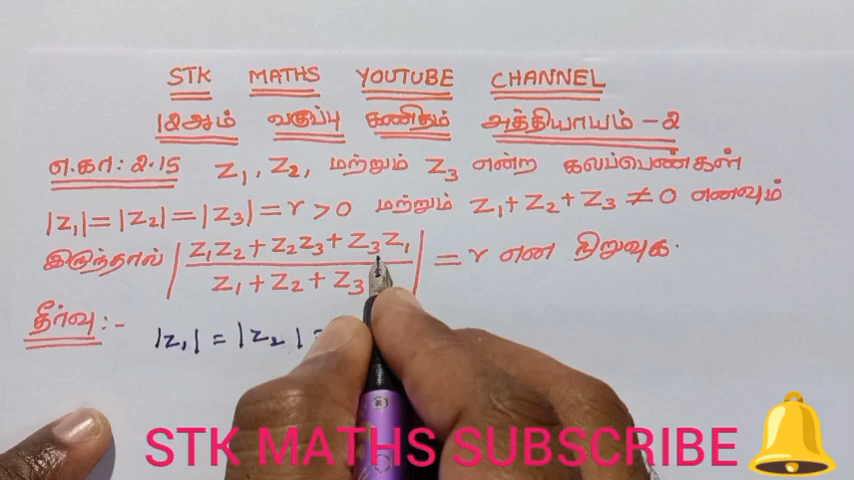 STK MATHS YOUTUBE CHANNEL
12ஆம் வகுப்பு கணிதம் அத்தியாயம் - 2
எ.கா: 2.15 Z₁, Z₂, மற்றும் Z₃ என்ற கலப்பெண்கள்
|Z₁| = |Z₂| = |Z₃| = r > 0 மற்றும் Z₁ + Z₂ + Z₃ ≠ 0 எனவும்
இருந்தால் |(Z₁Z₂ + Z₂Z₃ + Z₃Z₁)/(Z₁ + Z₂ + Z₃)| = r என நிறுவுக.
தீர்வு :-
|Z₁| = |Z₂| =
STK MATHS SUBSCRIBE